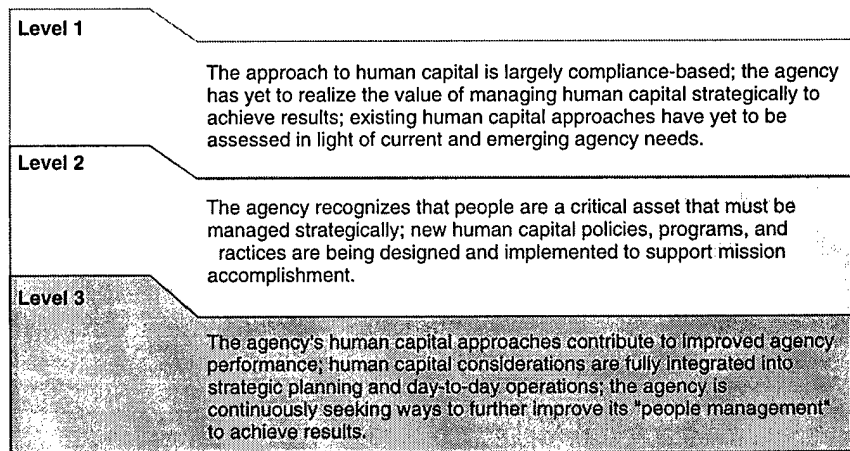 Level 1
The approach to human capital is largely compliance-based; the agency
has yet to realize the value of managing human capital strategically to
achieve results; existing human capital approaches have yet to be
assessed in light of current and emerging agency needs.
Level 2
The agency recognizes that people are a critical asset that must be
managed strategically; new human capital policies, programs, and
ractices are being designed and implemented to support mission
accomplishment.
Level 3
The agency's human capital approaches contribute to improved agency
performance; human capital considerations are fully integrated into
strategic planning and day-to-day operations; the agency is
continuously seeking ways to further improve its "people management"
to achieve results.